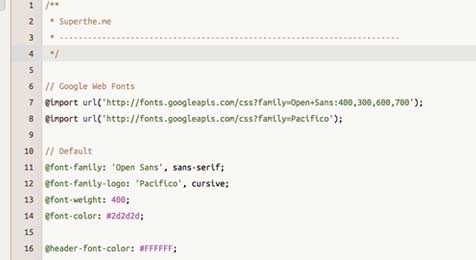 1 /**
2 * Superthe.me
3 * -----------------------------------------------------------------------
4 */
5
6 // Google Web Fonts
7 @import url('http://fonts.googleapis.com/css?family=Open+Sans:400,300,600,700');
8 @import url('http://fonts.googleapis.com/css?family=Pacifico');
9
10 // Default
11 @font-family: 'Open Sans', sans-serif;
12 @font-family-logo: 'Pacifico', cursive;
13 @font-weight: 400;
14 @font-color: #2d2d2d;
15
16 @header-font-color: #FFFFFF;